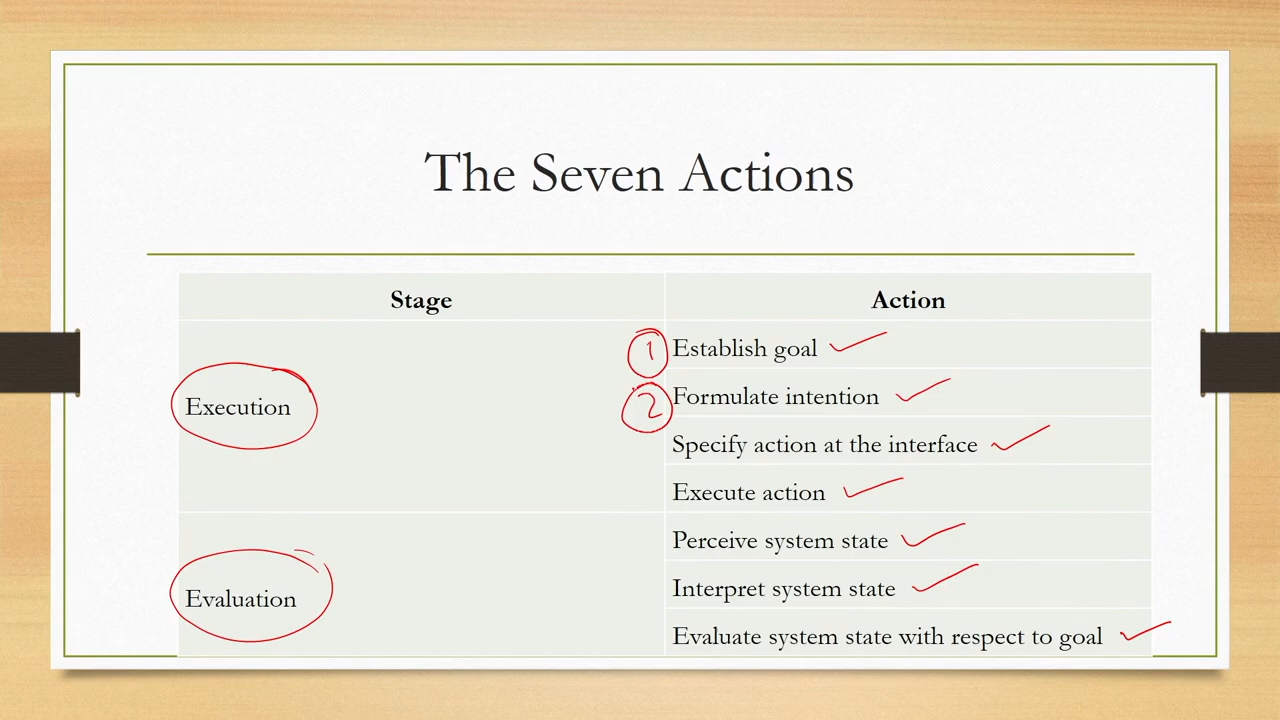 The Seven Actions
Stage
Action
1
Establish goal
2
Formulate intention
Execution
Specify action at the interface
Execute action
Perceive system state
Interpret system state
Evaluation
Evaluate system state with respect to goal